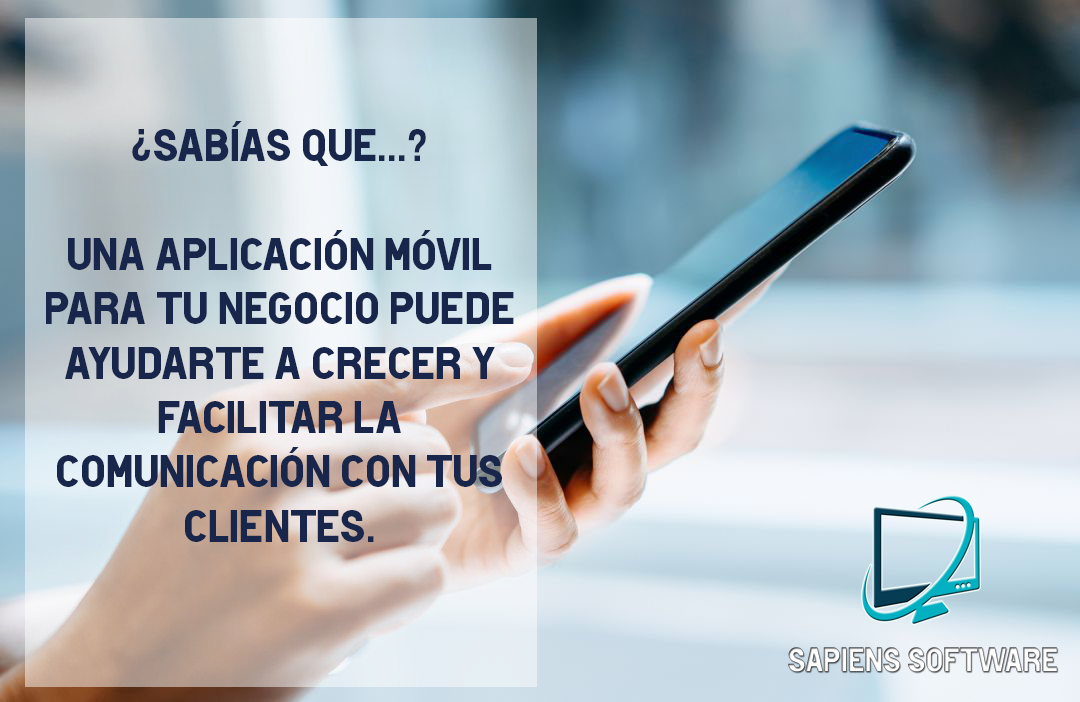 ¿SABÍAS QUE...?
UNA APLICACIÓN MÓVIL
PARA TU NEGOCIO PUEDE
AYUDARTE A CRECER Y
FACILITAR LA
COMUNICACIÓN CON TUS
CLIENTES.
SAPIENS SOFTWARE